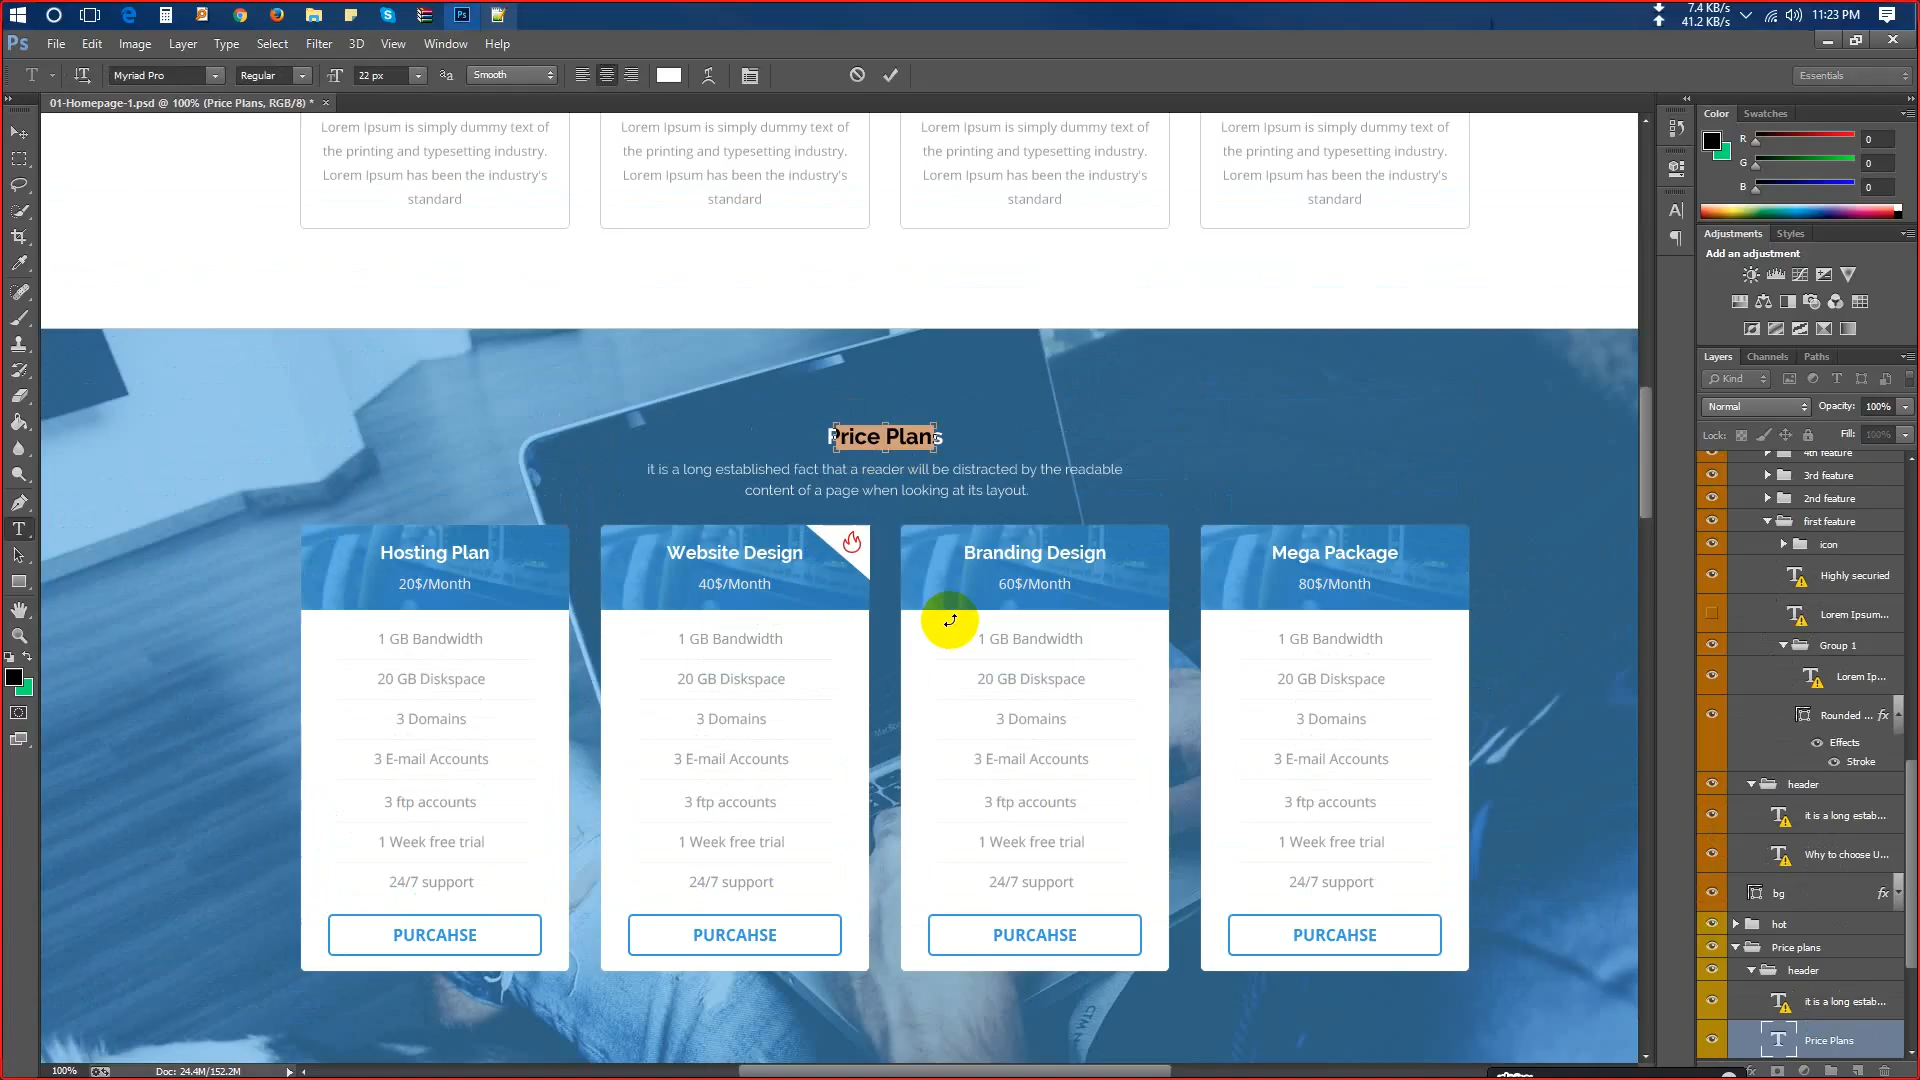 7.4 KB/s
41.2 KB/s
11:23 PM
Ps
File Edit Image Layer Type Select Filter 3D View Window Help
T Myriad Pro Regular 22 px Smooth Essentials
01-Homepage-1.psd @ 100% (Price Plans, RGB/8) *
Lorem Ipsum is simply dummy text of
the printing and typesetting industry.
Lorem Ipsum has been the industry's
standard
Lorem Ipsum is simply dummy text of
the printing and typesetting industry.
Lorem Ipsum has been the industry's
standard
Lorem Ipsum is simply dummy text of
the printing and typesetting industry.
Lorem Ipsum has been the industry's
standard
Lorem Ipsum is simply dummy text of
the printing and typesetting industry.
Lorem Ipsum has been the industry's
standard
Price Plans
it is a long established fact that a reader will be distracted by the readable
content of a page when looking at its layout.
Hosting Plan
20$/Month
1 GB Bandwidth
20 GB Diskspace
3 Domains
3 E-mail Accounts
3 ftp accounts
1 Week free trial
24/7 support
PURCAHSE
Website Design
40$/Month
1 GB Bandwidth
20 GB Diskspace
3 Domains
3 E-mail Accounts
3 ftp accounts
1 Week free trial
24/7 support
PURCAHSE
Branding Design
60$/Month
1 GB Bandwidth
20 GB Diskspace
3 Domains
3 E-mail Accounts
3 ftp accounts
1 Week free trial
24/7 support
PURCAHSE
Mega Package
80$/Month
1 GB Bandwidth
20 GB Diskspace
3 Domains
3 E-mail Accounts
3 ftp accounts
1 Week free trial
24/7 support
PURCAHSE
Color Swatches
R 0
G 0
B 0
Adjustments Styles
Add an adjustment
Layers Channels Paths
Kind
Normal Opacity: 100%
Lock: Fill: 100%
4th feature
3rd feature
2nd feature
first feature
icon
Highly securied
Lorem Ipsum...
Group 1
Lorem Ip...
Rounded ... fx
Effects
Stroke
header
it is a long estab...
Why to choose U...
bg fx
hot
Price plans
header
it is a long estab...
Price Plans
100% Doc: 24.4M/152.2M